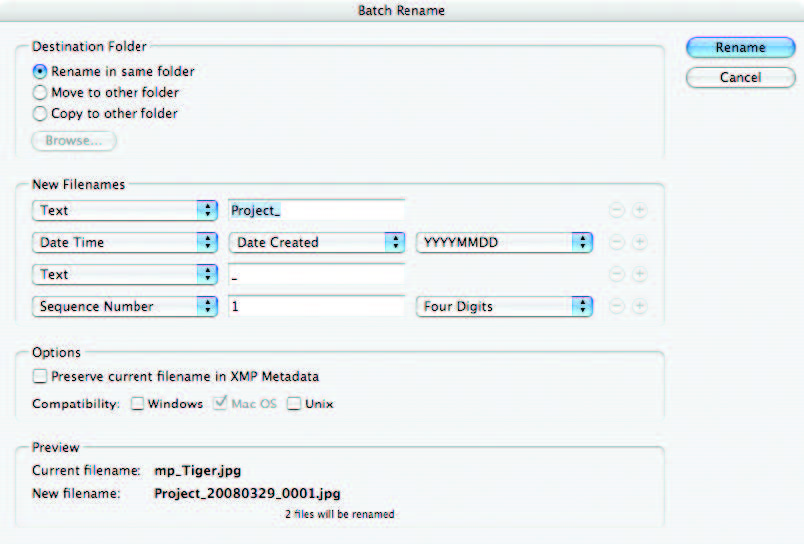 Batch Rename
Destination Folder
Rename in same folder
Move to other folder
Copy to other folder
Browse...
Rename
Cancel
New Filenames
Text Project_
Date Time Date Created YYYYMMDD
Text _
Sequence Number 1 Four Digits
Options
Preserve current filename in XMP Metadata
Compatibility: Windows Mac OS Unix
Preview
Current filename: mp_Tiger.jpg
New filename: Project_20080329_0001.jpg
2 files will be renamed